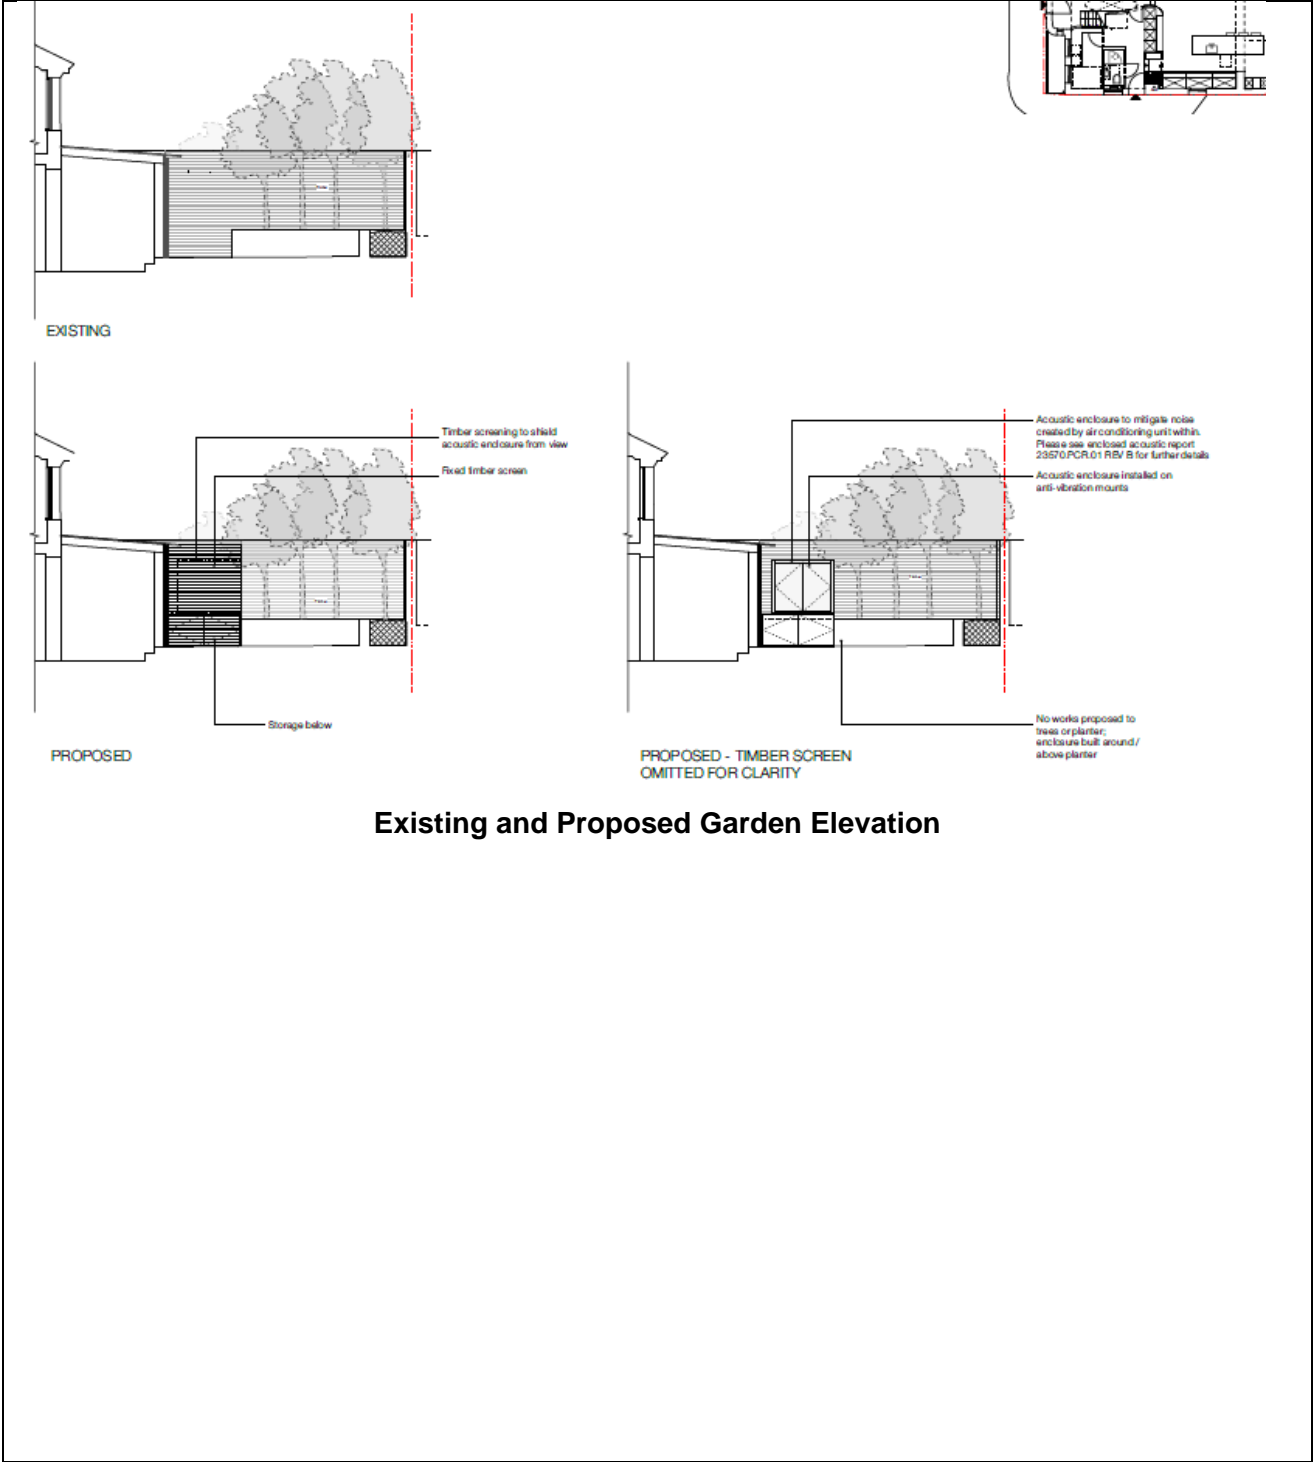 EXISTING
Timber screening to shield
acoustic enclosure from view
Fixed timber screen
Storage below
PROPOSED
Acoustic enclosure to mitigate noise
created by air conditioning unit within.
Please see enclosed acoustic report
23570.PCR.01 REV B for further details
Acoustic enclosure installed on
anti-vibration mounts
No works proposed to
trees or planter;
enclosure built around /
above planter
PROPOSED - TIMBER SCREEN
OMITTED FOR CLARITY
Existing and Proposed Garden Elevation